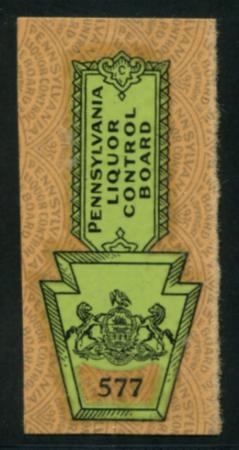 C
PENNSYLVANIA
LIQUOR
CONTROL
BOARD
577